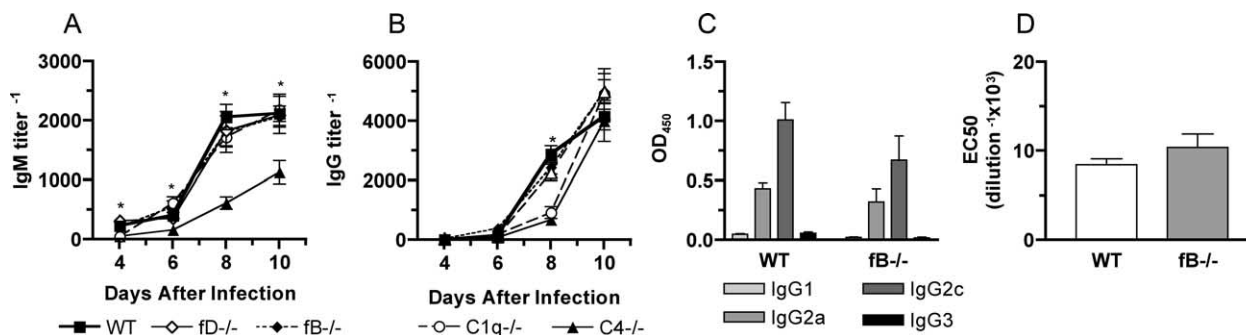 A
IgM titer ⁻¹
3000
2000
1000
0
*
*
*
*
4 6 8 10
Days After Infection
B
IgG titer ⁻¹
6000
4000
2000
0
*
4 6 8 10
Days After Infection
WT fD-/- fB-/- C1q-/- C4-/-
C
OD₄₅₀
1.5
1.0
0.5
0.0
WT fB-/-
IgG1 IgG2c
IgG2a IgG3
D
EC50
(dilution ⁻¹x10³)
20
10
0
WT fB-/-